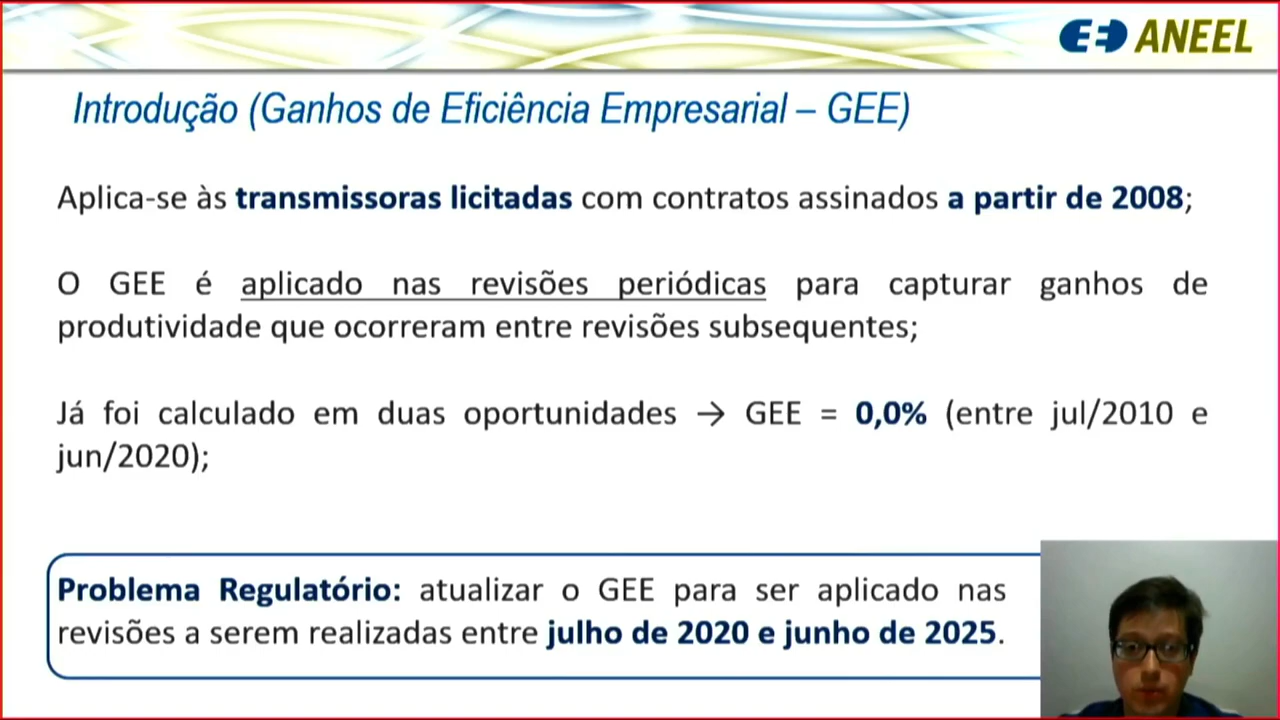 ANEEL
Introdução (Ganhos de Eficiência Empresarial – GEE)
Aplica-se às transmissoras licitadas com contratos assinados a partir de 2008;
O GEE é aplicado nas revisões periódicas para capturar ganhos de
produtividade que ocorreram entre revisões subsequentes;
Já foi calculado em duas oportunidades → GEE = 0,0% (entre jul/2010 e
jun/2020);
Problema Regulatório: atualizar o GEE para ser aplicado nas
revisões a serem realizadas entre julho de 2020 e junho de 2025.